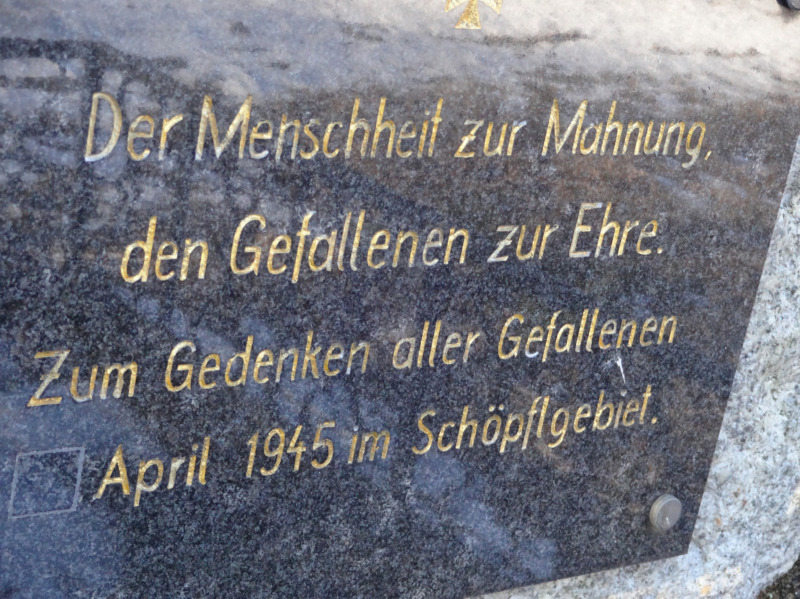 Der Menschheit zur Mahnung,
den Gefallenen zur Ehre.
Zum Gedenken aller Gefallenen
April 1945 im Schöpflgebiet.